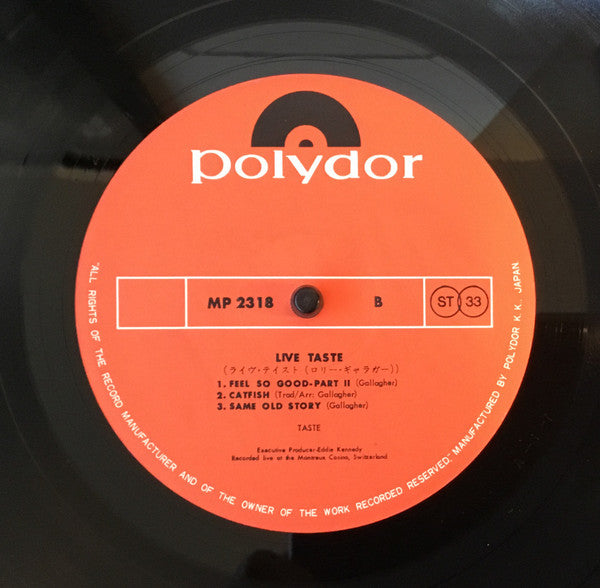 polydor
MP 2318 B ST 33
LIVE TASTE
(ライヴ・テイスト(ロリー・ギャラガー))
1. FEEL SO GOOD-PART II (Gallagher)
2. CATFISH (Trad/Arr: Gallagher)
3. SAME OLD STORY (Gallagher)
TASTE
Executive Producer-Eddie Kennedy
Recorded live at the Montreux Casino, Switzerland
"ALL RIGHTS OF THE RECORD MANUFACTURER AND OF THE OWNER OF THE WORK RECORDED RESERVED." MANUFACTURED BY POLYDOR K.K., JAPAN